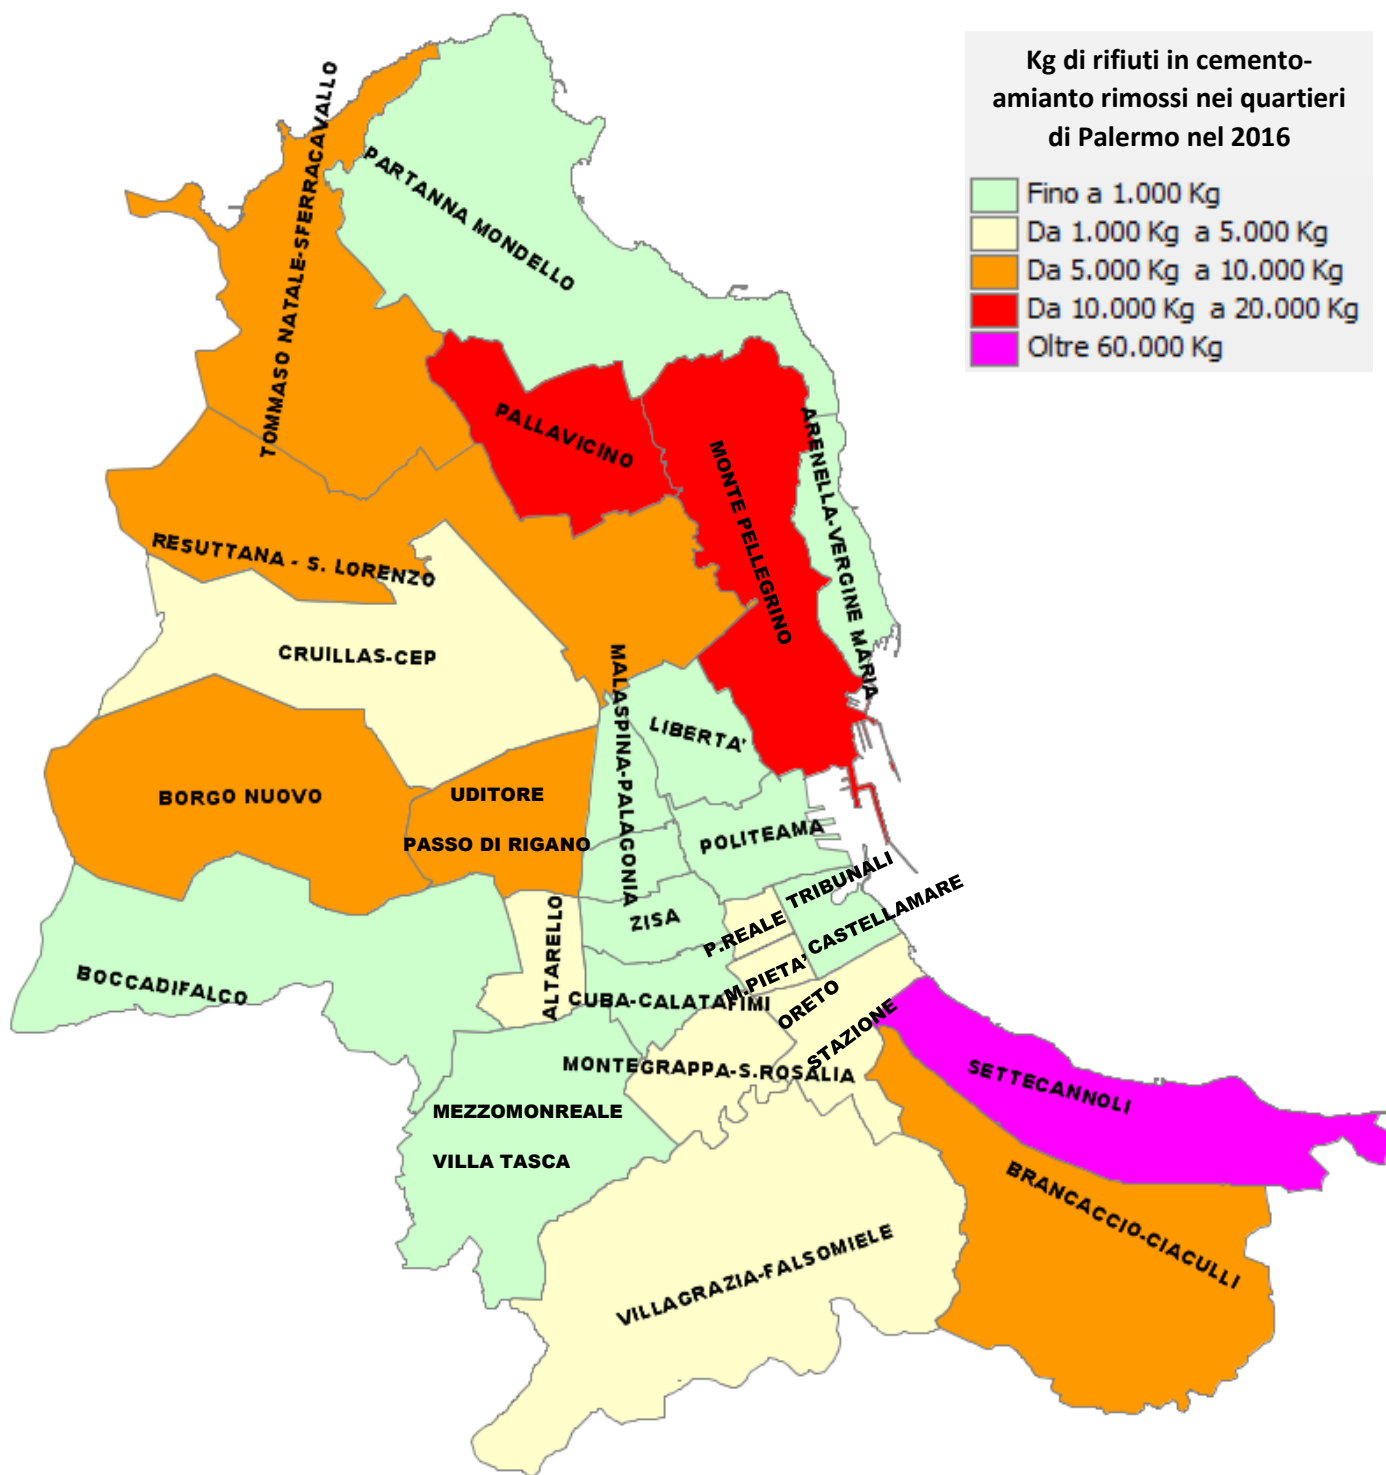 Kg di rifiuti in cemento-
amianto rimossi nei quartieri
di Palermo nel 2016
Fino a 1.000 Kg
Da 1.000 Kg a 5.000 Kg
Da 5.000 Kg a 10.000 Kg
Da 10.000 Kg a 20.000 Kg
Oltre 60.000 Kg
TOMMASO NATALE-SFERRACAVALLO
PARTANNA MONDELLO
PALLAVICINO
MONTE PELLEGRINO
ARENELLA-VERGINE MARIA
RESUTTANA - S. LORENZO
CRUILLAS-CEP
MALASPINA-PALAGONIA
LIBERTA'
BORGO NUOVO
UDITORE
PASSO DI RIGANO
POLITEAMA
TRIBUNALI
CASTELLAMARE
ZISA
P.REALE
M.PIETA'
ALTARELLO
BOCCADIFALCO
CUBA-CALATAFIMI
ORETO
STAZIONE
MONTEGRAPPA-S.ROSALIA
SETTECANNOLI
MEZZOMONREALE
VILLA TASCA
BRANCACCIO-CIACULLI
VILLAGRAZIA-FALSOMIELE